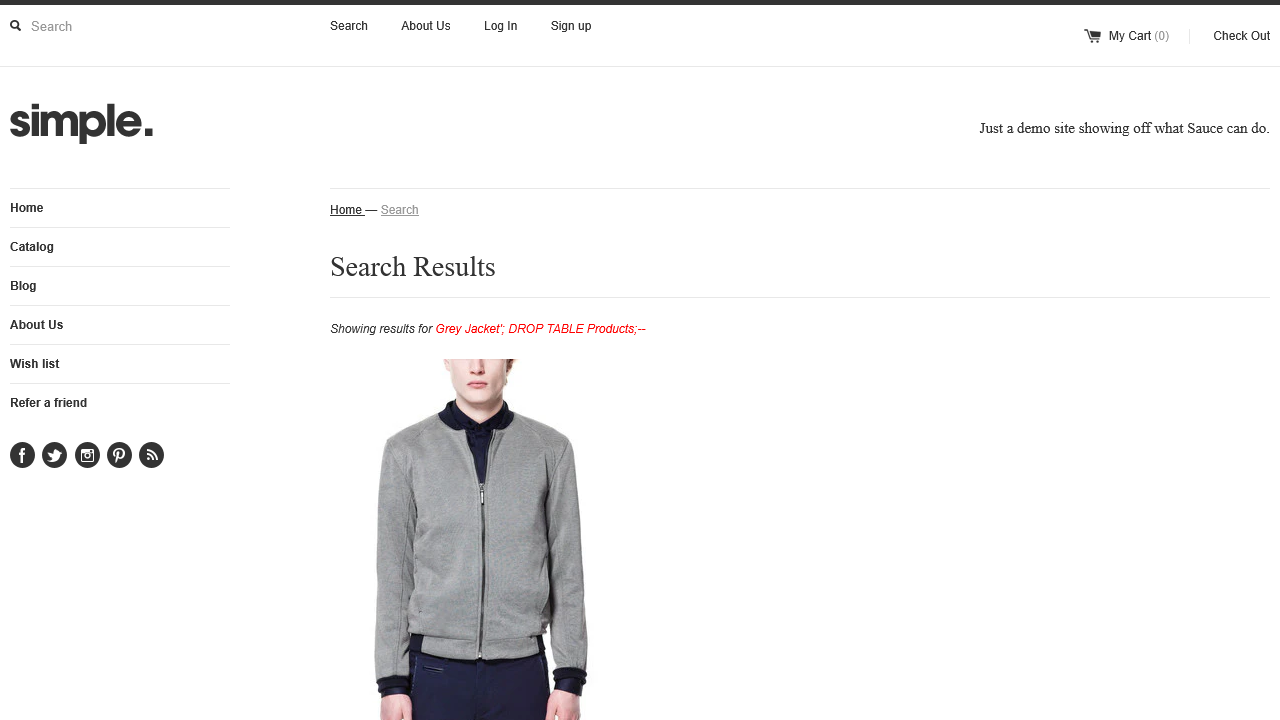 Search
Search About Us Log In Sign up
My Cart (0) Check Out
simple.
Just a demo site showing off what Sauce can do.
Home
Catalog
Blog
About Us
Wish list
Refer a friend
Home — Search
Search Results
Showing results for Grey Jacket'; DROP TABLE Products;--